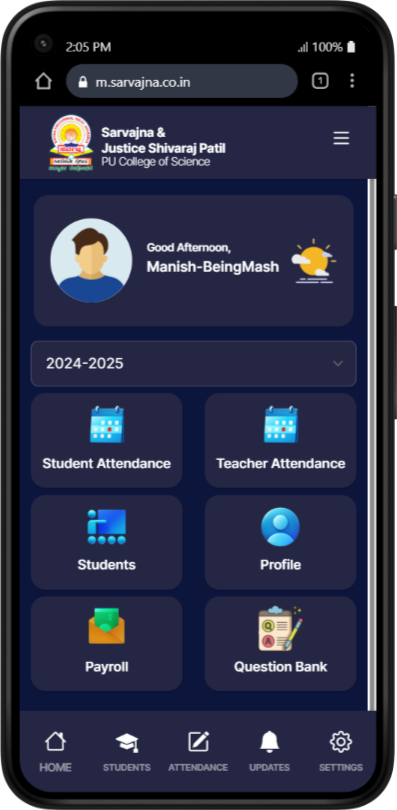 2:05 PM
100%
m.sarvajna.co.in
1
Sarvajna &
Justice Shivaraj Patil
PU College of Science
Good Afternoon,
Manish-BeingMash
2024-2025
Student Attendance
Teacher Attendance
Students
Profile
Payroll
Question Bank
HOME
STUDENTS
ATTENDANCE
UPDATES
SETTINGS